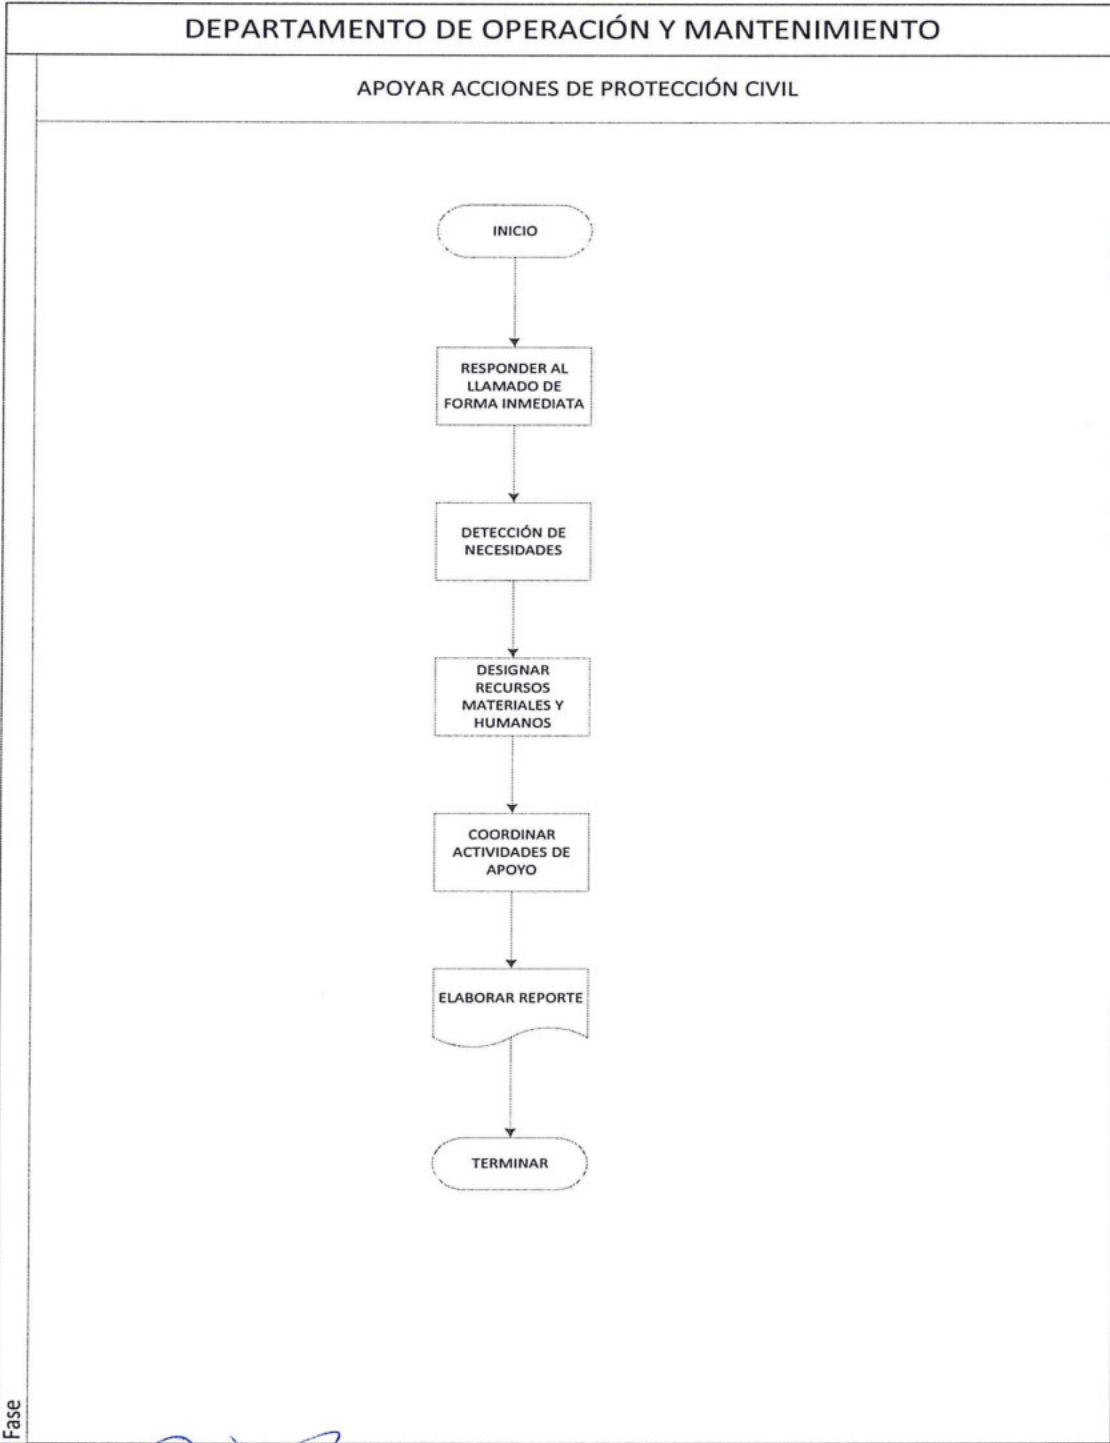 DEPARTAMENTO DE OPERACIÓN Y MANTENIMIENTO
APOYAR ACCIONES DE PROTECCIÓN CIVIL
INICIO
RESPONDER AL
LLAMADO DE
FORMA INMEDIATA
DETECCIÓN DE
NECESIDADES
DESIGNAR
RECURSOS
MATERIALES Y
HUMANOS
COORDINAR
ACTIVIDADES DE
APOYO
ELABORAR REPORTE
TERMINAR
Fase